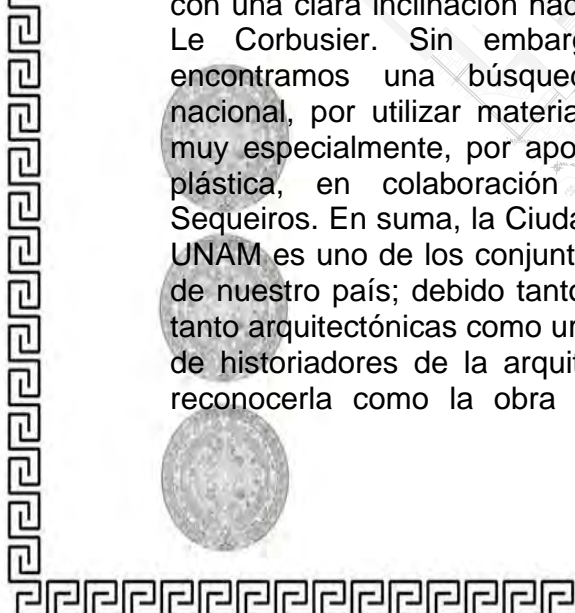 con una clara inclinación hac
Le Corbusier. Sin embarg
encontramos una búsqued
nacional, por utilizar materia
muy especialmente, por apo
plástica, en colaboración
Sequeiros. En suma, la Ciuda
UNAM es uno de los conjunt
de nuestro país; debido tanto
tanto arquitectónicas como ur
de historiadores de la arquit
reconocerla como la obra